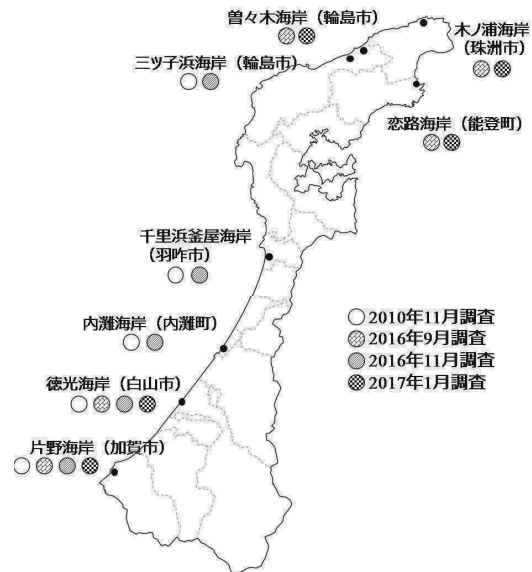 曽々木海岸（輪島市）
木ノ浦海岸
（珠洲市）
三ツ子浜海岸（輪島市）
恋路海岸（能登町）
千里浜釜屋海岸
（羽咋市）
内灘海岸（内灘町）
2010年11月調査
2016年9月調査
2016年11月調査
2017年1月調査
徳光海岸（白山市）
片野海岸（加賀市）